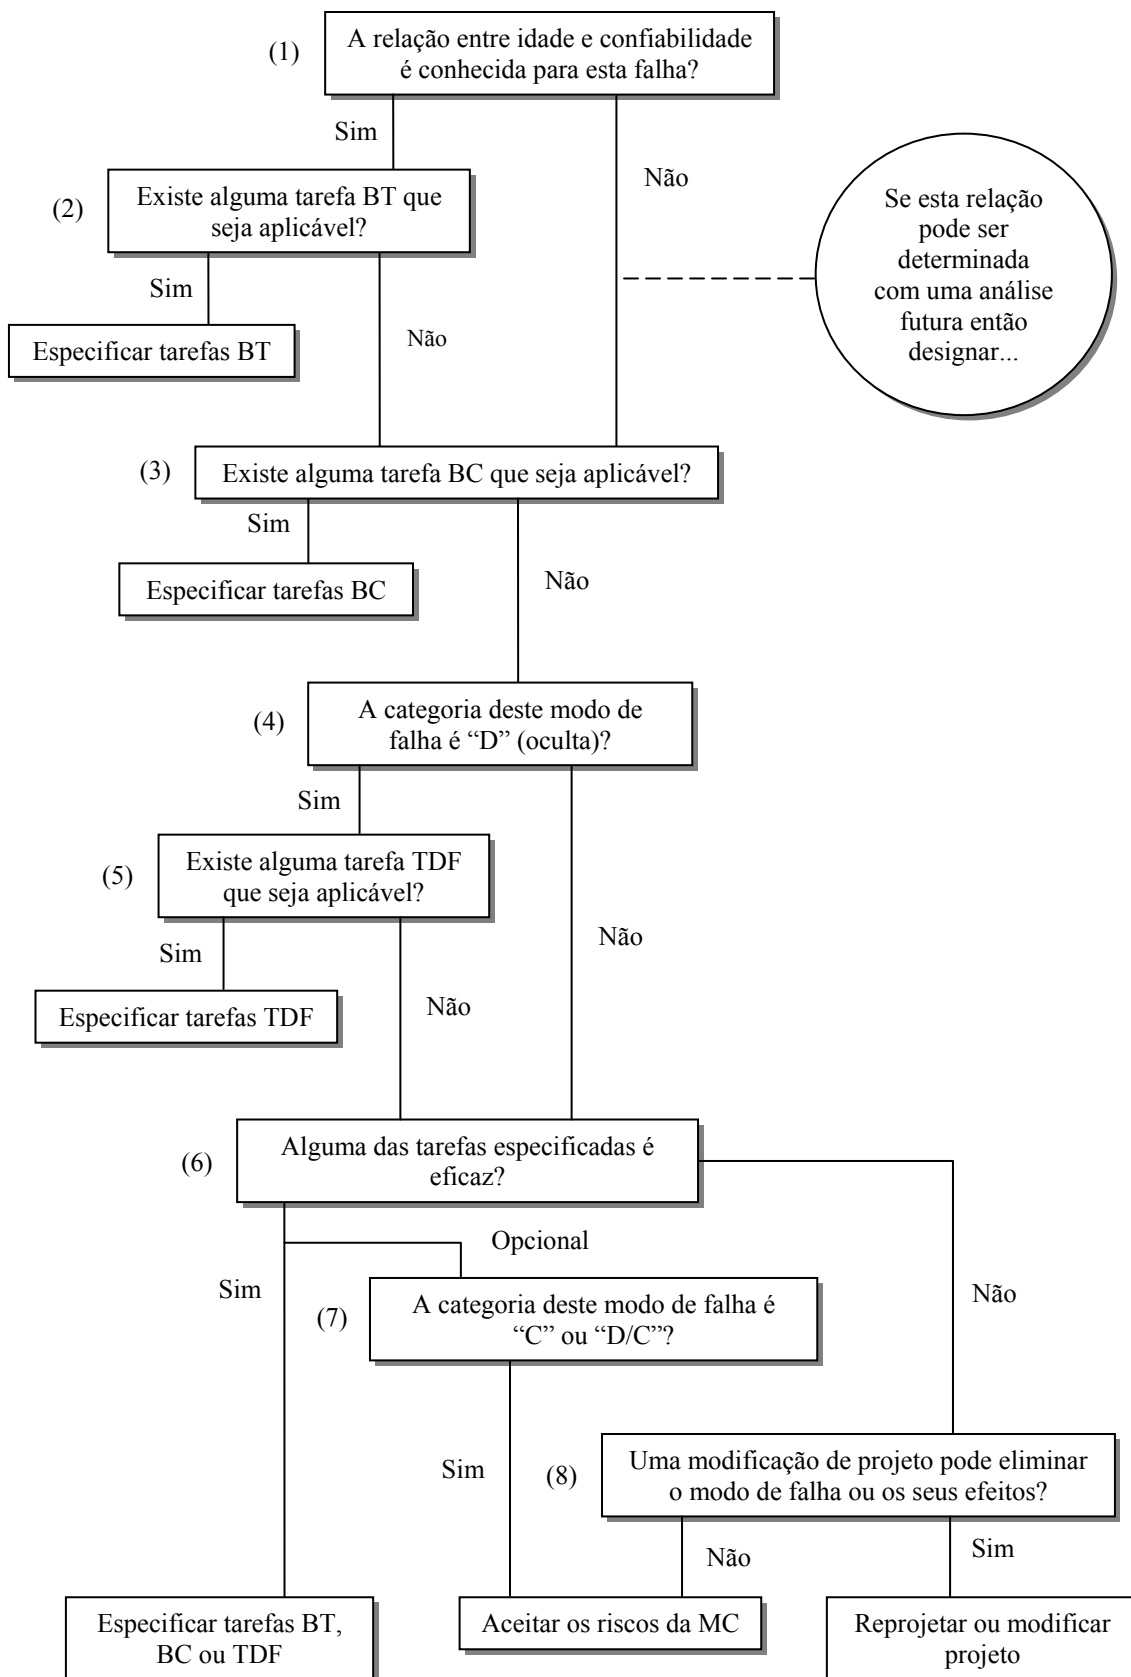 (1)
A relação entre idade e confiabilidade
é conhecida para esta falha?
Sim
Não
(2)
Existe alguma tarefa BT que
seja aplicável?
Se esta relação
pode ser
determinada
com uma análise
futura então
designar...
Sim
Não
Especificar tarefas BT
(3)
Existe alguma tarefa BC que seja aplicável?
Sim
Não
Especificar tarefas BC
(4)
A categoria deste modo de
falha é “D” (oculta)?
Sim
(5)
Existe alguma tarefa TDF
que seja aplicável?
Não
Sim
Não
Especificar tarefas TDF
(6)
Alguma das tarefas especificadas é
eficaz?
Opcional
Sim
Não
(7)
A categoria deste modo de falha é
“C” ou “D/C”?
Sim
(8)
Uma modificação de projeto pode eliminar
o modo de falha ou os seus efeitos?
Não
Sim
Especificar tarefas BT,
BC ou TDF
Aceitar os riscos da MC
Reprojetar ou modificar
projeto